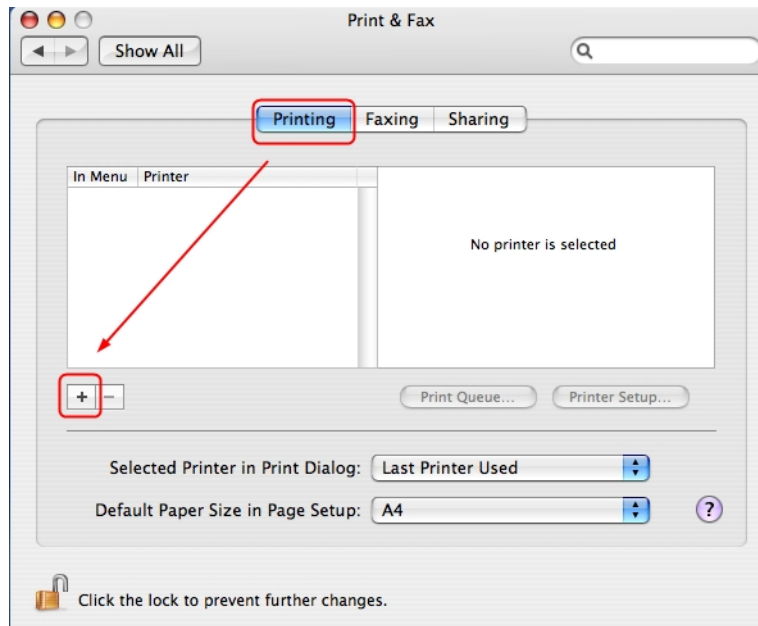 Print & Fax
Show All
Printing Faxing Sharing
In Menu Printer
No printer is selected
+ –
Print Queue... Printer Setup...
Selected Printer in Print Dialog: Last Printer Used
Default Paper Size in Page Setup: A4 ?
Click the lock to prevent further changes.